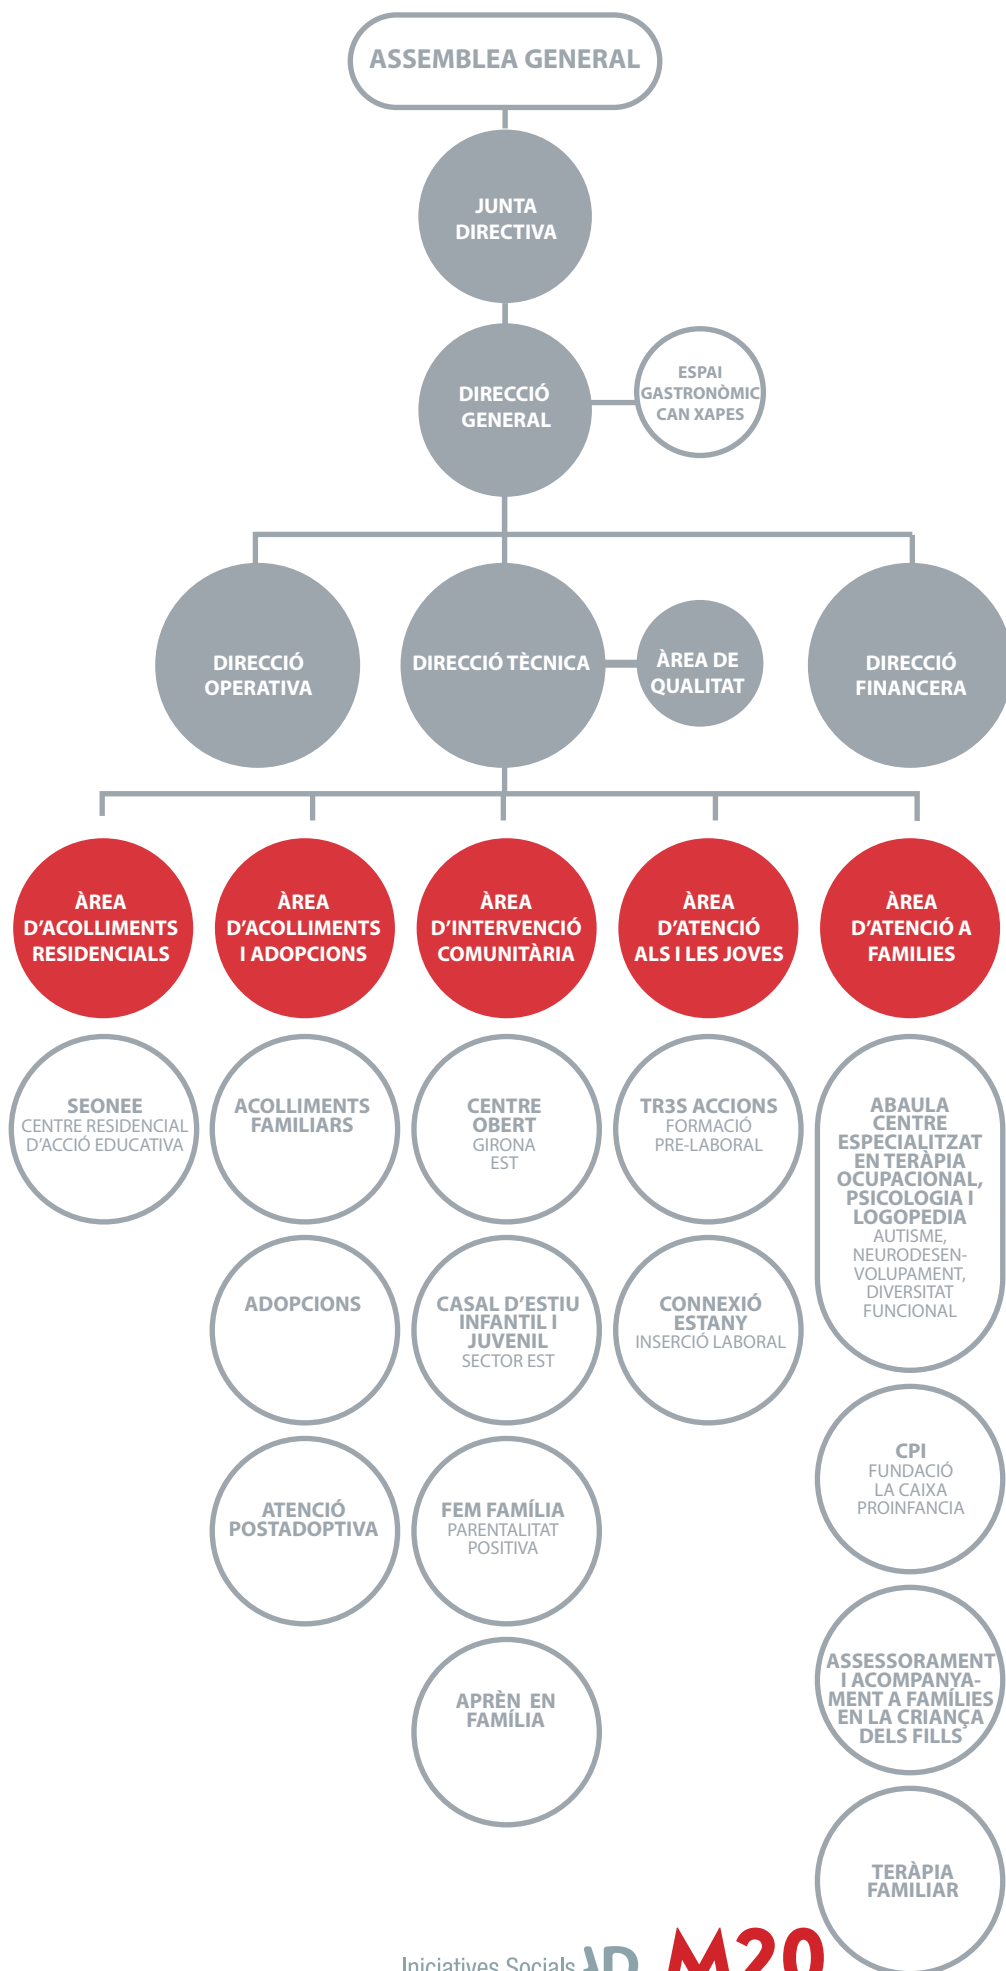 ASSEMBLEA GENERAL
JUNTA
DIRECTIVA
DIRECCIÓ
GENERAL
ESPAI
GASTRONÒMIC
CAN XAPES
DIRECCIÓ
OPERATIVA
DIRECCIÓ TÈCNICA
ÀREA DE
QUALITAT
DIRECCIÓ
FINANCERA
ÀREA
D'ACOLLIMENTS
RESIDENCIALS
ÀREA
D'ACOLLIMENTS
I ADOPCIONS
ÀREA
D'INTERVENCIÓ
COMUNITÀRIA
ÀREA
D'ATENCIÓ
ALS I LES JOVES
ÀREA
D'ATENCIÓ A
FAMILIES
SEONEE
CENTRE RESIDENCIAL
D'ACCIÓ EDUCATIVA
ACOLLIMENTS
FAMILIARS
ADOPCIONS
ATENCIÓ
POSTADOPTIVA
CENTRE
OBERT
GIRONA
EST
CASAL D'ESTIU
INFANTIL I
JUVENIL
SECTOR EST
FEM FAMÍLIA
PARENTALITAT
POSITIVA
APRÈN EN
FAMÍLIA
TR3S ACCIONS
FORMACIÓ
PRE-LABORAL
CONNEXIÓ
ESTANY
INSERCIÓ LABORAL
ABAULA
CENTRE
ESPECIALITZAT
EN TERÀPIA
OCUPACIONAL,
PSICOLOGIA I
LOGOPEDIA
AUTISME,
NEURODESEN-
VOLUPAMENT,
DIVERSITAT
FUNCIONAL
CPI
FUNDACIÓ
LA CAIXA
PROINFANCIA
ASSESSORAMENT
I ACOMPANYA-
MENT A FAMÍLIES
EN LA CRIANÇA
DELS FILLS
TERÀPIA
FAMILIAR
Iniciatives Socials
M20